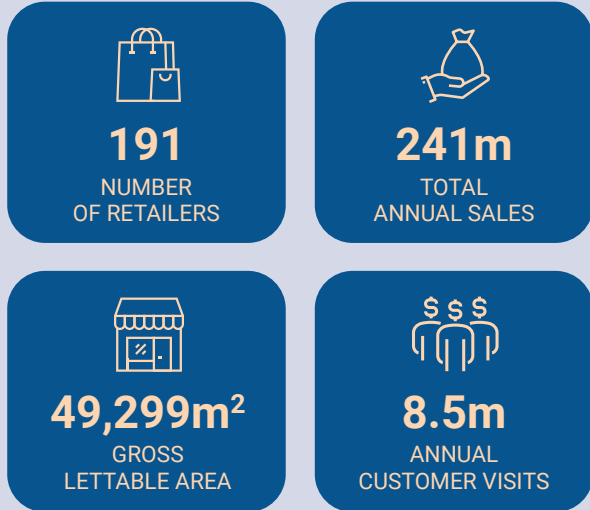 191
NUMBER
OF RETAILERS
241m
TOTAL
ANNUAL SALES
49,299m²
GROSS
LETTABLE AREA
$ $ $
8.5m
ANNUAL
CUSTOMER VISITS